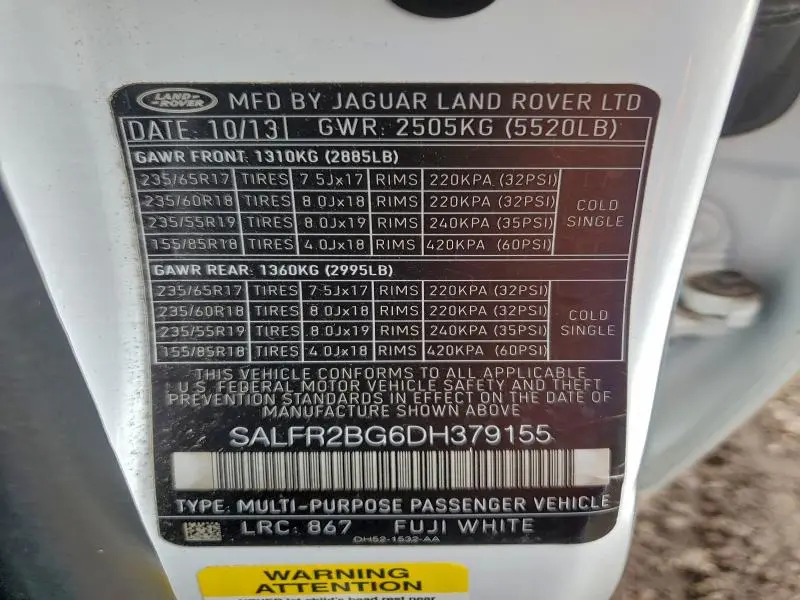 LAND-ROVER MFD BY JAGUAR LAND ROVER LTD
DATE: 10/13 GWR: 2505KG (5520LB)
GAWR FRONT: 1310KG (2885LB)
235/65R17 TIRES 7.5Jx17 RIMS 220KPA (32PSI)
235/60R18 TIRES 8.0Jx18 RIMS 220KPA (32PSI)
235/55R19 TIRES 8.0Jx19 RIMS 240KPA (35PSI)
155/85R18 TIRES 4.0Jx18 RIMS 420KPA (60PSI)
COLD
SINGLE
GAWR REAR: 1360KG (2995LB)
235/65R17 TIRES 7.5Jx17 RIMS 220KPA (32PSI)
235/60R18 TIRES 8.0Jx18 RIMS 220KPA (32PSI)
235/55R19 TIRES 8.0Jx19 RIMS 240KPA (35PSI)
155/85R18 TIRES 4.0Jx18 RIMS 420KPA (60PSI)
COLD
SINGLE
THIS VEHICLE CONFORMS TO ALL APPLICABLE
U.S. FEDERAL MOTOR VEHICLE SAFETY AND THEFT
PREVENTION STANDARDS IN EFFECT ON THE DATE OF
MANUFACTURE SHOWN ABOVE
SALFR2BG6DH379155
TYPE: MULTI-PURPOSE PASSENGER VEHICLE
LRC: 867 FUJI WHITE
DH52-1532-AA
WARNING
ATTENTION
child's head rest near